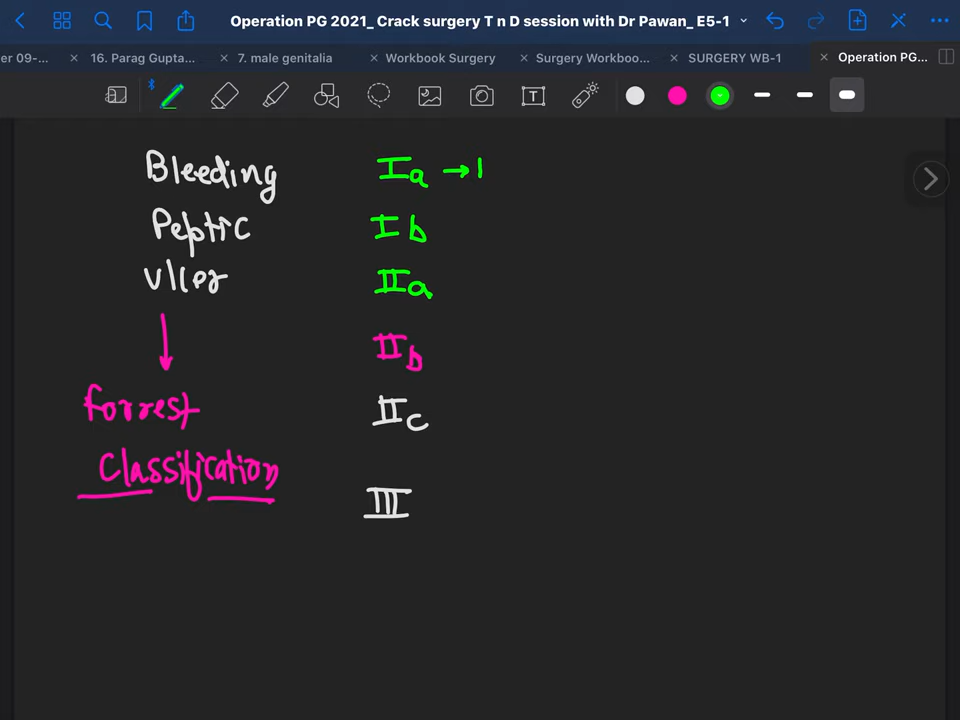 Operation PG 2021_ Crack surgery T n D session with Dr Pawan_ E5-1
er 09-... 16. Parag Gupta... 7. male genitalia Workbook Surgery Surgery Workboo... SURGERY WB-1 Operation PG...
T
Bleeding Ia → 1
Peptic Ib
Ulcer IIa
IIb
Forrest IIc
Classification
III